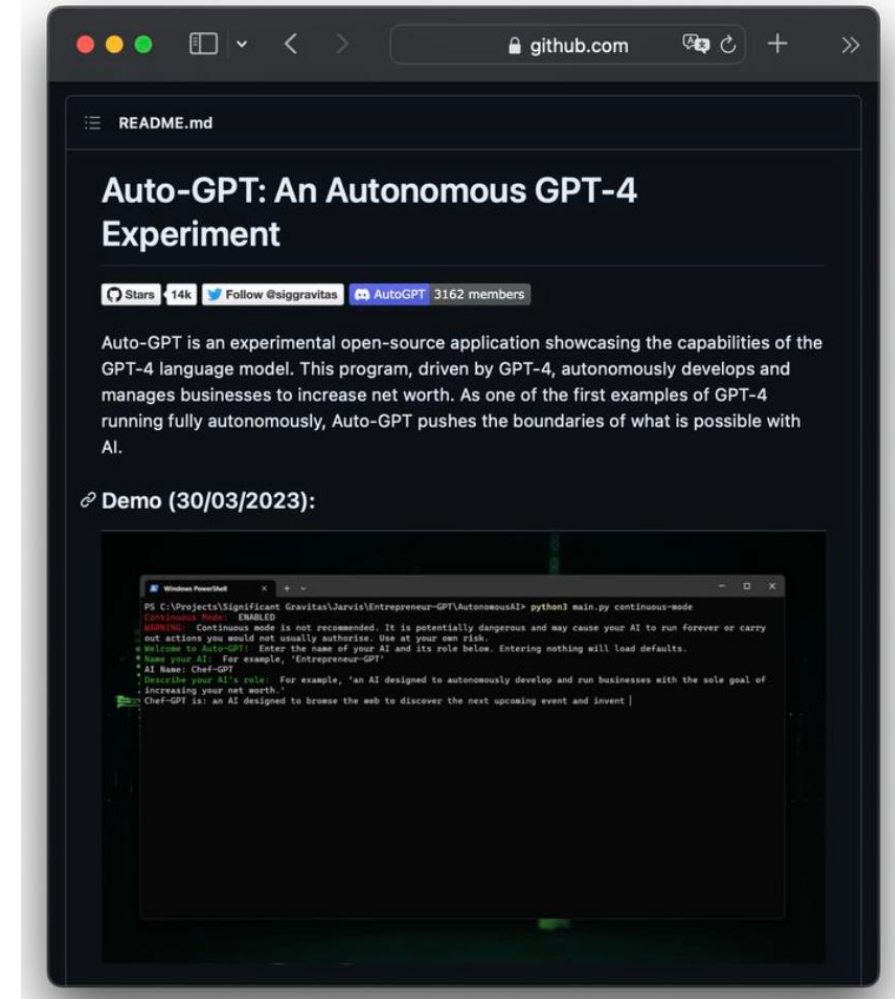 github.com
README.md
Auto-GPT: An Autonomous GPT-4
Experiment
Stars 14k Follow @siggravitas AutoGPT 3162 members
Auto-GPT is an experimental open-source application showcasing the capabilities of the
GPT-4 language model. This program, driven by GPT-4, autonomously develops and
manages businesses to increase net worth. As one of the first examples of GPT-4
running fully autonomously, Auto-GPT pushes the boundaries of what is possible with
AI.
Demo (30/03/2023):
Windows PowerShell
PS C:\Projects\Significant Gravitas\Jarvis\Entrepreneur-GPT\AutonomousAI> python3 main.py continuous-mode
Continuous Mode: ENABLED
WARNING: Continuous mode is not recommended. It is potentially dangerous and may cause your AI to run forever or carry
out actions you would not usually authorise. Use at your own risk.
Welcome to Auto-GPT! Enter the name of your AI and its role below. Entering nothing will load defaults.
Name your AI: For example, 'Entrepreneur-GPT'
AI Name: Chef-GPT
Describe your AI's role: For example, 'an AI designed to autonomously develop and run businesses with the sole goal of
increasing your net worth.'
Chef-GPT is: an AI designed to browse the web to discover the next upcoming event and invent